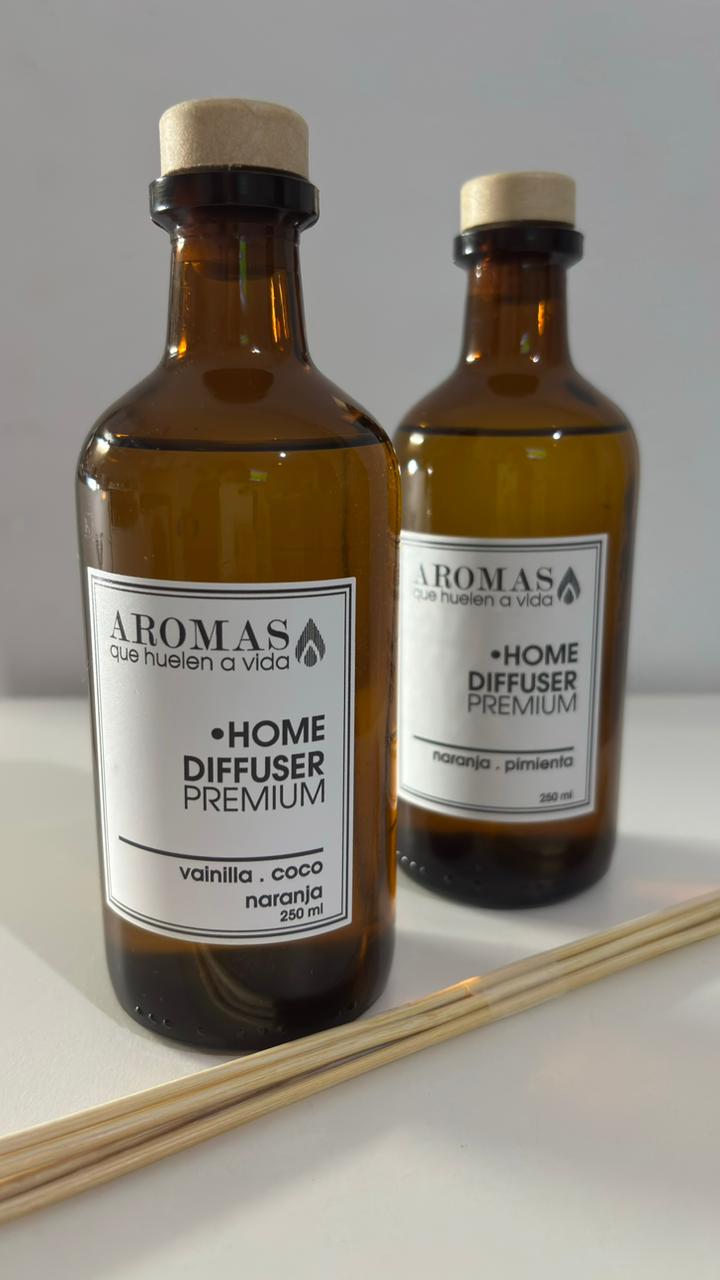 AROMAS
que huelen a vida
•HOME
DIFFUSER
PREMIUM
vainilla . coco
naranja
250 ml
AROMAS
que huelen a vida
•HOME
DIFFUSER
PREMIUM
naranja . pimienta
250 ml